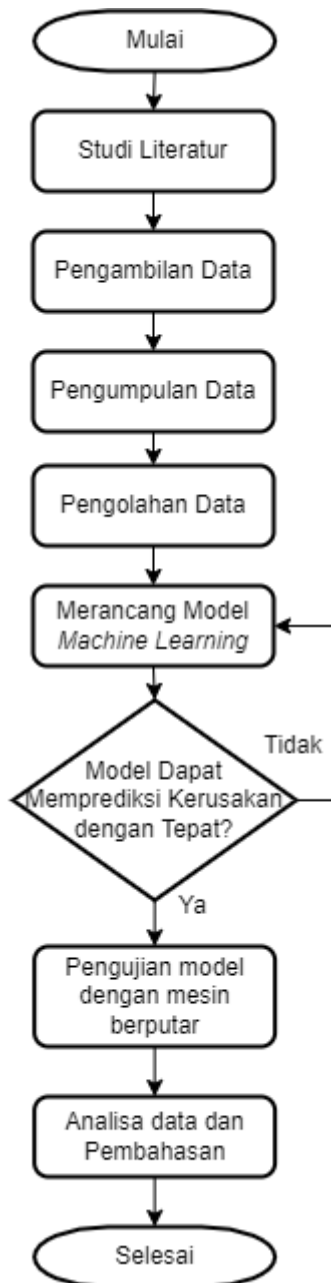 Mulai
Studi Literatur
Pengambilan Data
Pengumpulan Data
Pengolahan Data
Merancang Model
Machine Learning
Tidak
Model Dapat
Memprediksi Kerusakan
dengan Tepat?
Ya
Pengujian model
dengan mesin
berputar
Analisa data dan
Pembahasan
Selesai